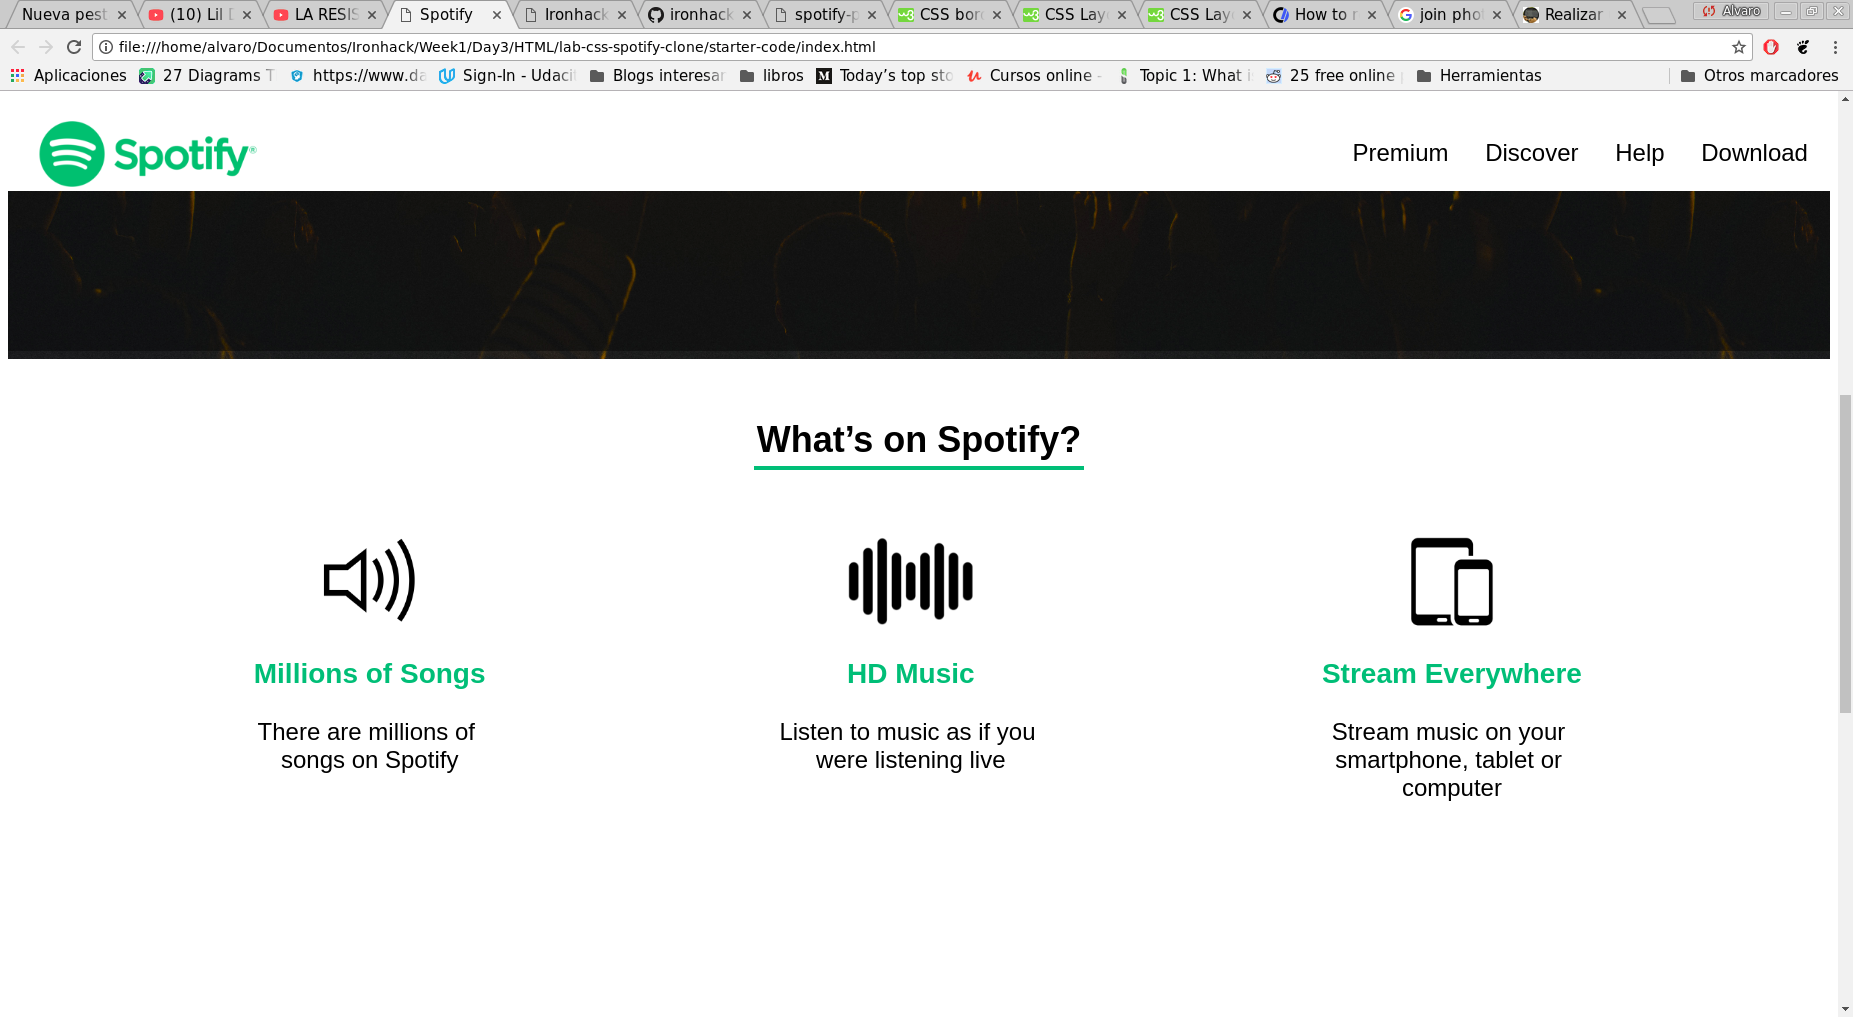 Nueva pest (10) Lil D LA RESIS Spotify Ironhack ironhack spotify-p CSS bor CSS Lay CSS Lay How to r join phot Realizar Alvaro
file:///home/alvaro/Documentos/Ironhack/Week1/Day3/HTML/lab-css-spotify-clone/starter-code/index.html
Aplicaciones 27 Diagrams T https://www.da Sign-In - Udaci Blogs interesar libros Today's top sto Cursos online - Topic 1: What i 25 free online Herramientas Otros marcadores
Spotify® Premium Discover Help Download
What’s on Spotify?
Millions of Songs
There are millions of
songs on Spotify
HD Music
Listen to music as if you
were listening live
Stream Everywhere
Stream music on your
smartphone, tablet or
computer